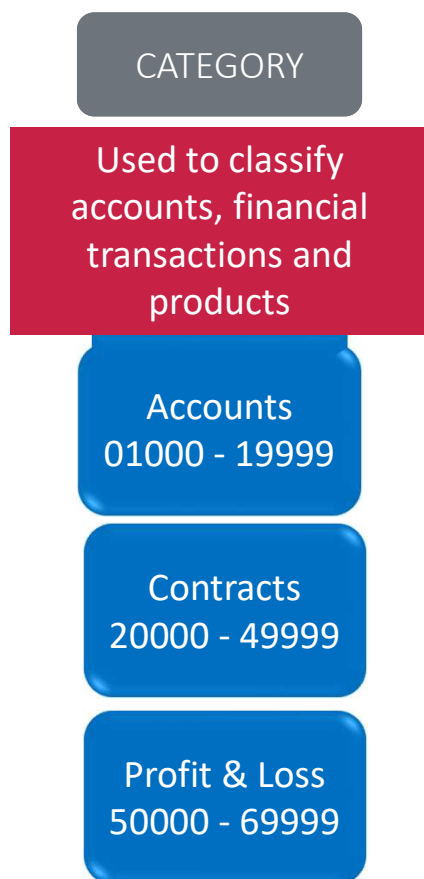 CATEGORY
Used to classify
accounts, financial
transactions and
products
Accounts
01000 - 19999
Contracts
20000 - 49999
Profit & Loss
50000 - 69999